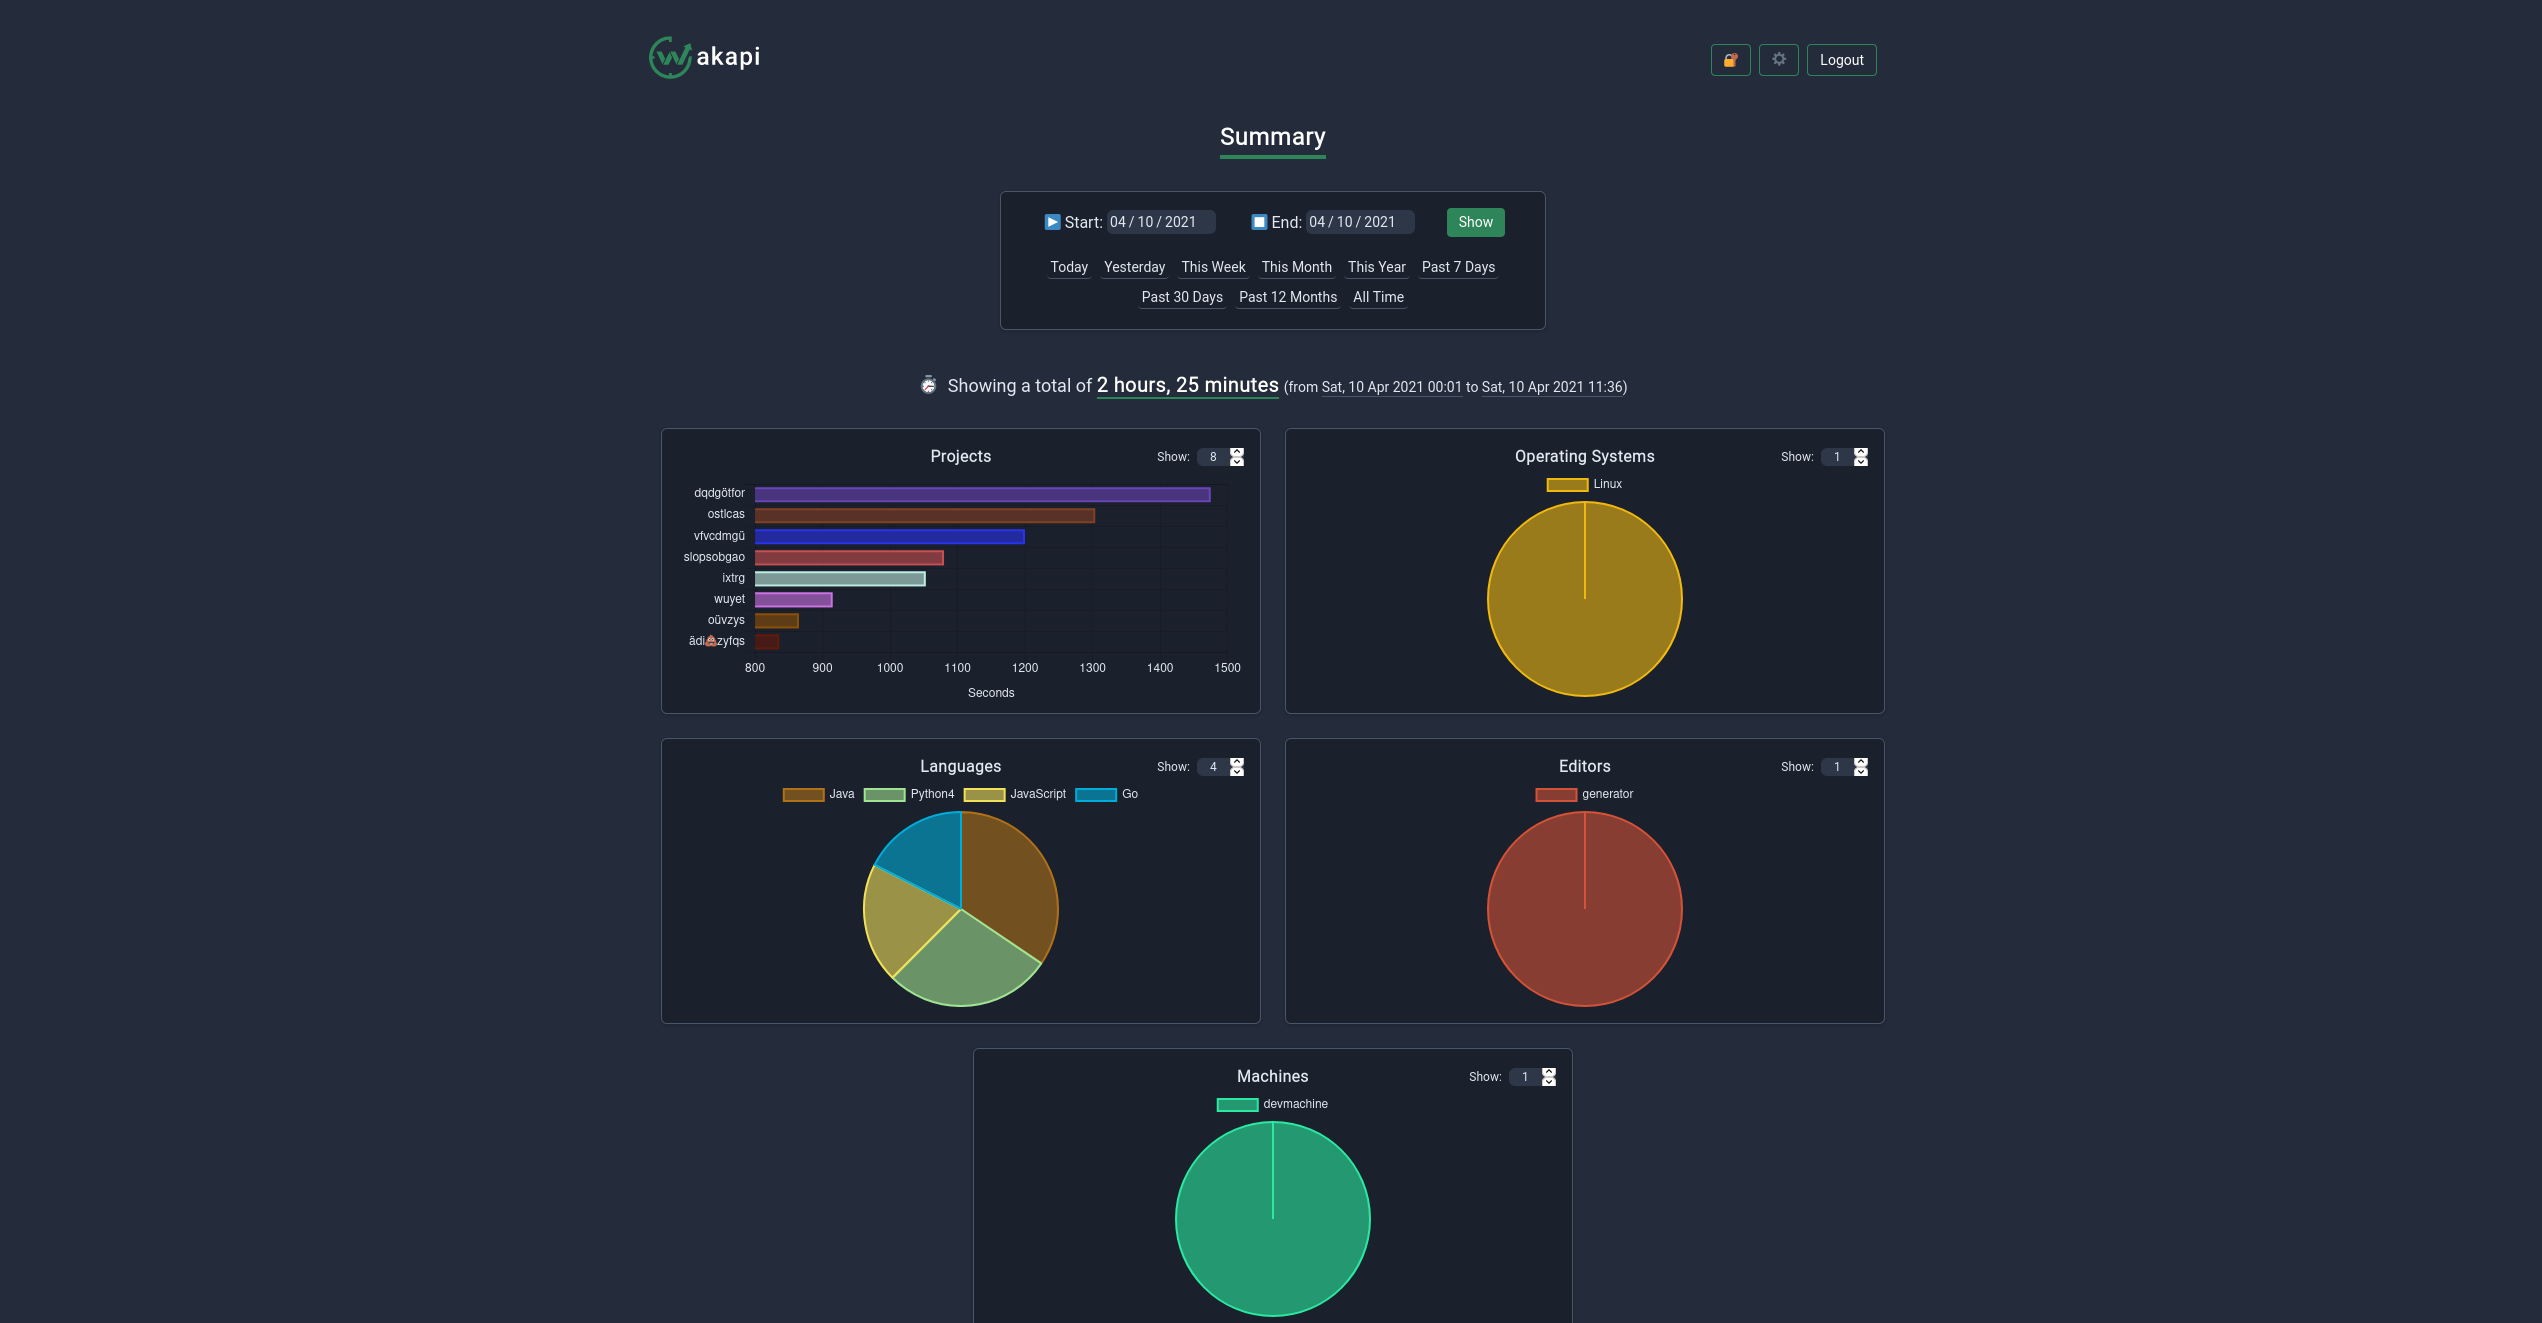 wakapi
Logout
Summary
Start: 04 / 10 / 2021 End: 04 / 10 / 2021 Show
Today Yesterday This Week This Month This Year Past 7 Days
Past 30 Days Past 12 Months All Time
Showing a total of 2 hours, 25 minutes (from Sat, 10 Apr 2021 00:01 to Sat, 10 Apr 2021 11:36)
Projects Show: 8
dqdgötfor
ostlcas
vfvcdmgü
slopsobgao
ixtrg
wuyet
oüvzys
ädi💩zyfqs
800 900 1000 1100 1200 1300 1400 1500
Seconds
Operating Systems Show: 1
Linux
Languages Show: 4
Java Python4 JavaScript Go
Editors Show: 1
generator
Machines Show: 1
devmachine